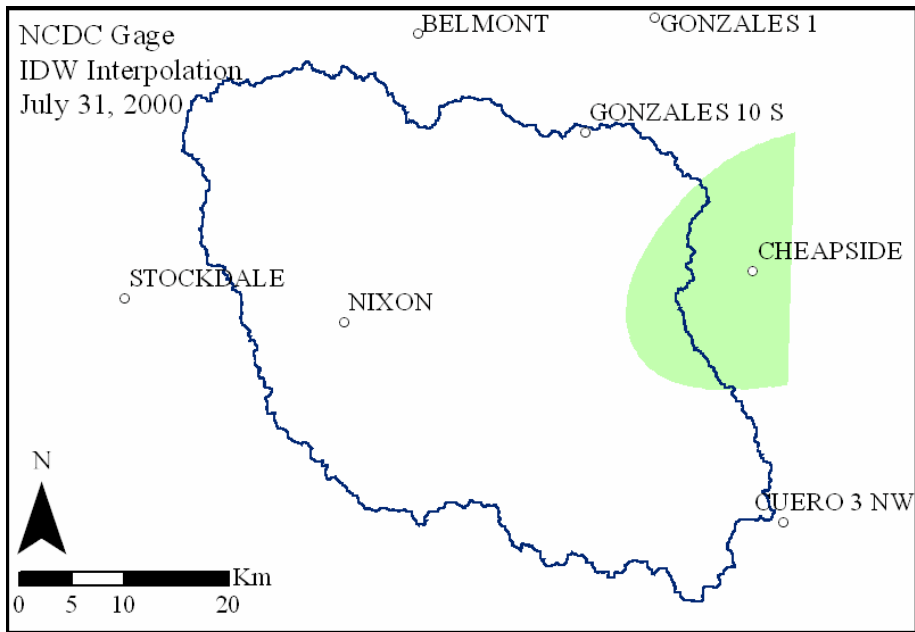 NCDC Gage
IDW Interpolation
July 31, 2000
BELMONT
GONZALES 1
GONZALES 10 S
CHEAPSIDE
STOCKDALE
NIXON
CUERO 3 NW
N
Km
0 5 10 20